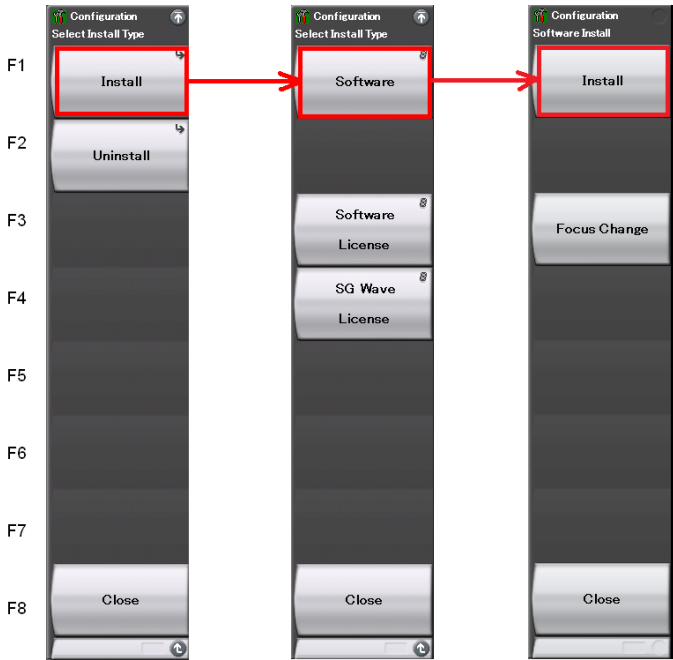 Configuration
Select Install Type
Configuration
Select Install Type
Configuration
Software Install
F1
Install
Software
Install
F2
Uninstall
F3
Software
License
Focus Change
F4
SG Wave
License
F5
F6
F7
F8
Close
Close
Close